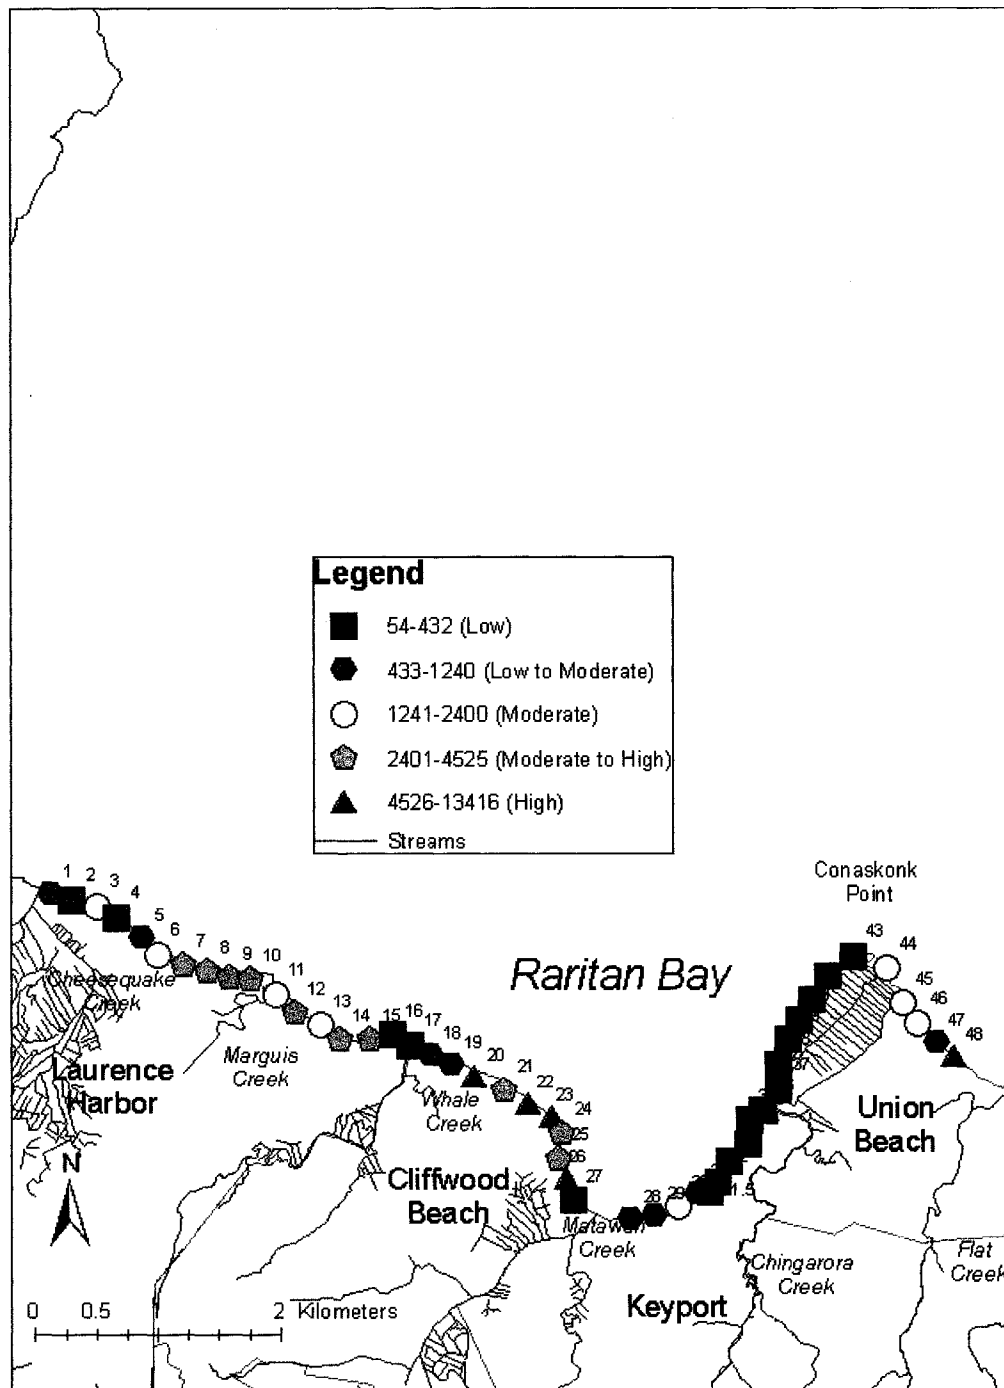 Legend
54-432 (Low)
433-1240 (Low to Moderate)
1241-2400 (Moderate)
2401-4525 (Moderate to High)
4526-13416 (High)
Streams
Conaskonk
Point
Raritan Bay
1
2
3
4
5
6
7
8
9
10
11
12
13
14
15
16
17
18
19
20
21
22
23
24
25
26
27
28
29
1.5
37
43
44
45
46
47
48
Cheesequake
Creek
Laurence
Harbor
Marguis
Creek
Whale
Creek
Cliffwood
Beach
Matawan
Creek
Keyport
Chingarora
Creek
Union
Beach
Flat
Creek
N
0 0.5 2
Kilometers